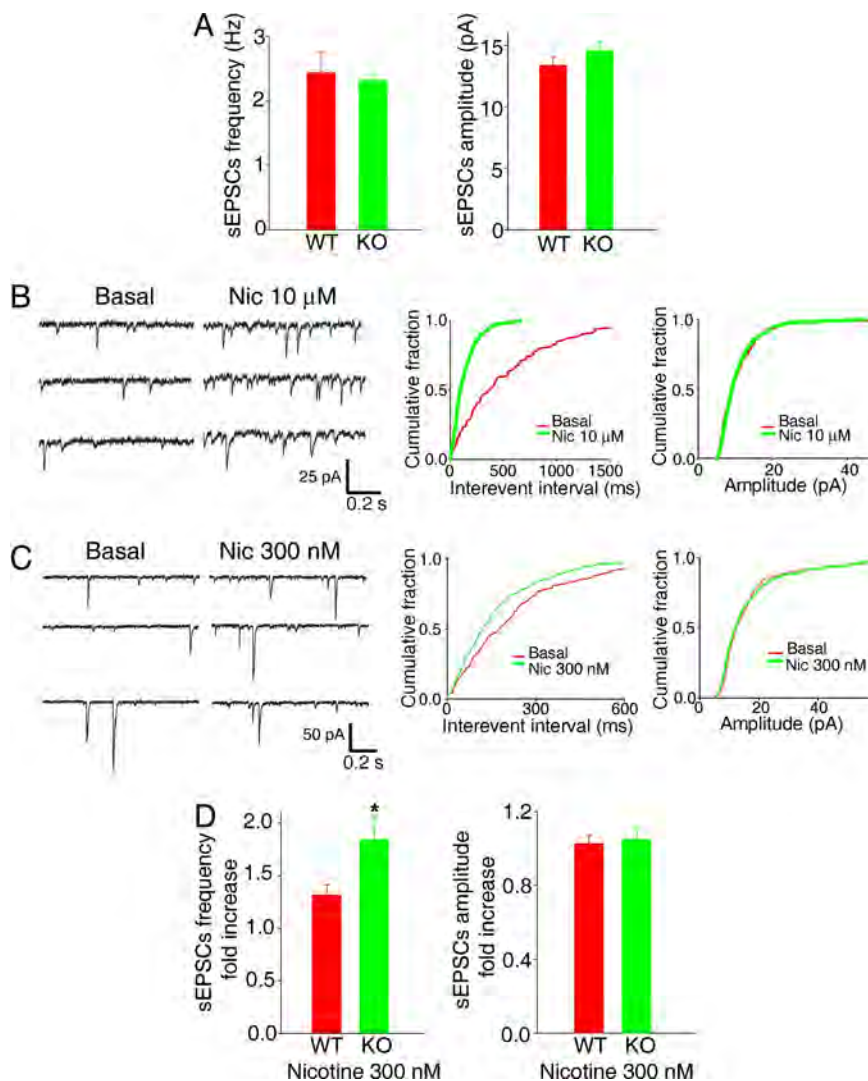 A
sEPSCs frequency (Hz)
3
2
1
0
WT KO
sEPSCs amplitude (pA)
15
10
5
0
WT KO
B
Basal
Nic 10 μM
25 pA
0.2 s
Cumulative fraction
1.0
0.5
0.0
Basal
Nic 10 μM
0 500 1000 1500
Interevent interval (ms)
Cumulative fraction
1.0
0.5
0.0
Basal
Nic 10 μM
0 20 40
Amplitude (pA)
C
Basal
Nic 300 nM
50 pA
0.2 s
Cumulative fraction
1.0
0.5
0.0
Basal
Nic 300 nM
0 300 600
Interevent interval (ms)
Cumulative fraction
1.0
0.5
0.0
Basal
Nic 300 nM
0 20 40
Amplitude (pA)
D
sEPSCs frequency
fold increase
2.0
1.5
1.0
0.5
0.0
*
WT KO
Nicotine 300 nM
sEPSCs amplitude
fold increase
1.2
0.8
0.4
0.0
WT KO
Nicotine 300 nM